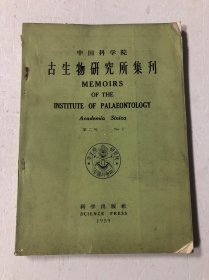 中国科学院
古生物研究所集刊
MEMOIRS
OF THE
INSTITUTE OF PALAEONTOLOGY
Academia Sinica
科学出版社
SCIENCE PRESS
1959